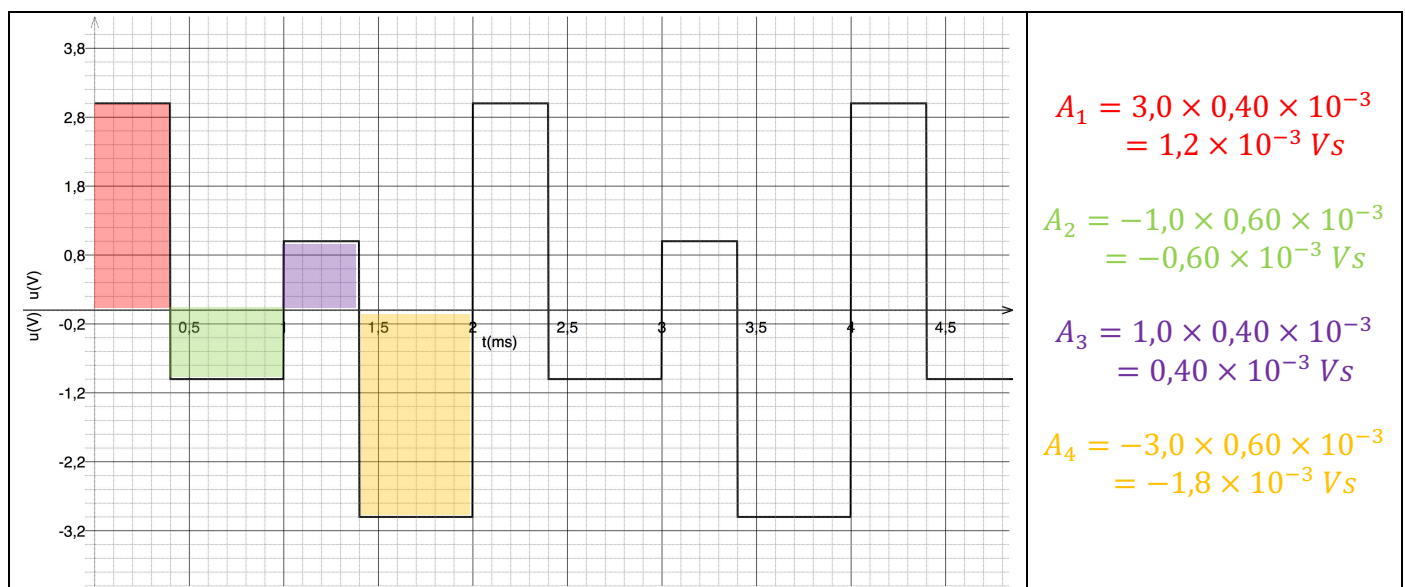 3,8
2,8
1,8
0,8
u(V)
u(V)
-0,2
0,5
1
1,5
2
2,5
3
3,5
4
4,5
t(ms)
-1,2
-2,2
-3,2
A₁ = 3,0 × 0,40 × 10⁻³
= 1,2 × 10⁻³ Vs
A₂ = −1,0 × 0,60 × 10⁻³
= −0,60 × 10⁻³ Vs
A₃ = 1,0 × 0,40 × 10⁻³
= 0,40 × 10⁻³ Vs
A₄ = −3,0 × 0,60 × 10⁻³
= −1,8 × 10⁻³ Vs